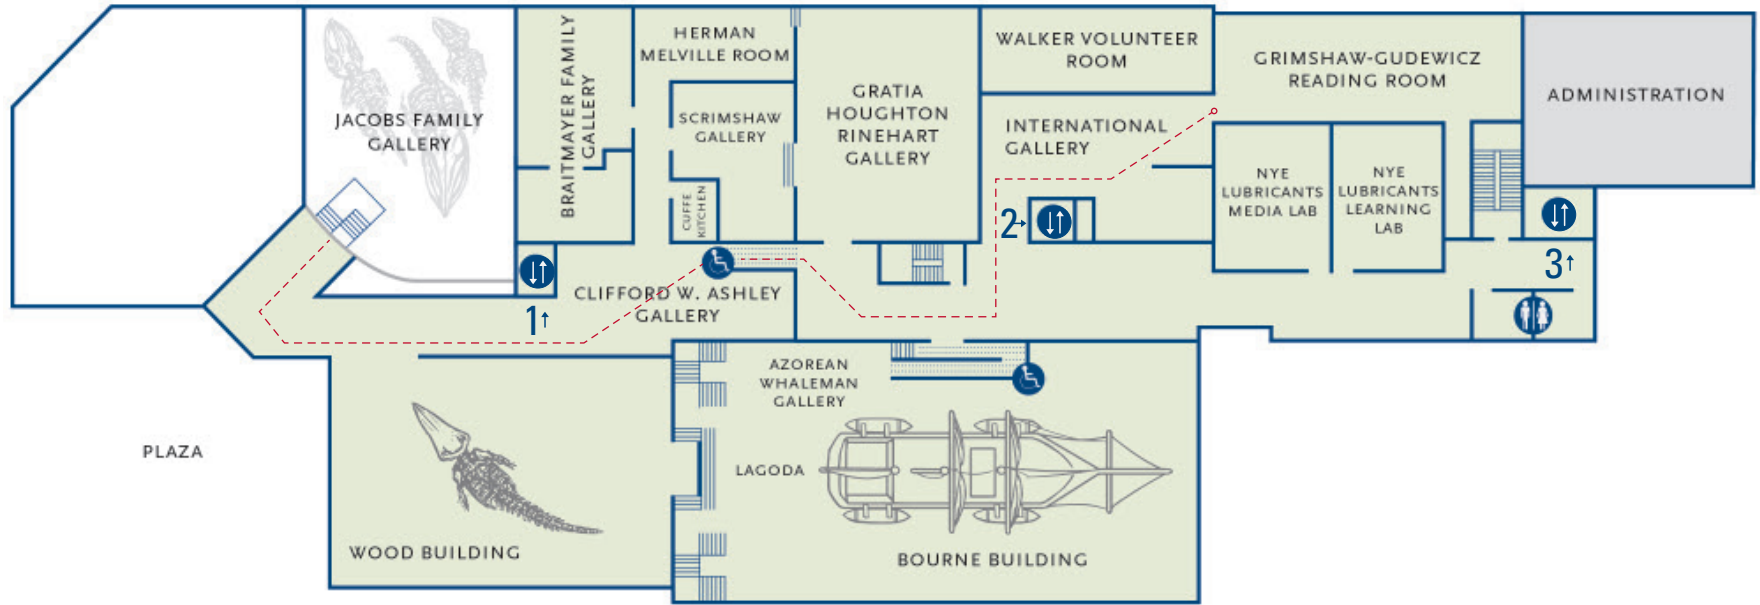 JACOBS FAMILY
GALLERY
BRAITMAYER FAMILY
GALLERY
HERMAN
MELVILLE ROOM
SCRIMSHAW
GALLERY
CUFFE
KITCHEN
GRATIA
HOUGHTON
RINEHART
GALLERY
WALKER VOLUNTEER
ROOM
INTERNATIONAL
GALLERY
GRIMSHAW-GUDEWICZ
READING ROOM
ADMINISTRATION
NYE
LUBRICANTS
MEDIA LAB
NYE
LUBRICANTS
LEARNING
LAB
1↑
2→
3↑
CLIFFORD W. ASHLEY
GALLERY
AZOREAN
WHALEMAN
GALLERY
PLAZA
LAGODA
WOOD BUILDING
BOURNE BUILDING